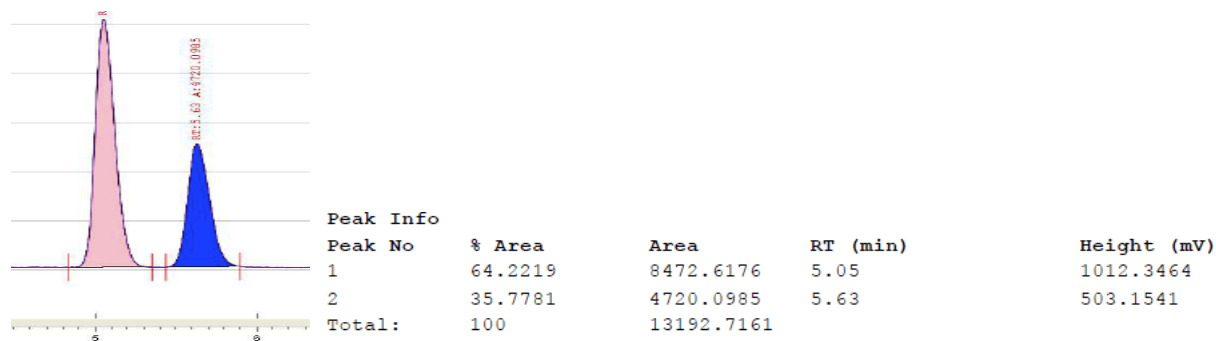 R
RT:5.63 A:4720.0985
5 6
Peak Info
Peak No % Area Area RT (min) Height (mV)
1 64.2219 8472.6176 5.05 1012.3464
2 35.7781 4720.0985 5.63 503.1541
Total: 100 13192.7161